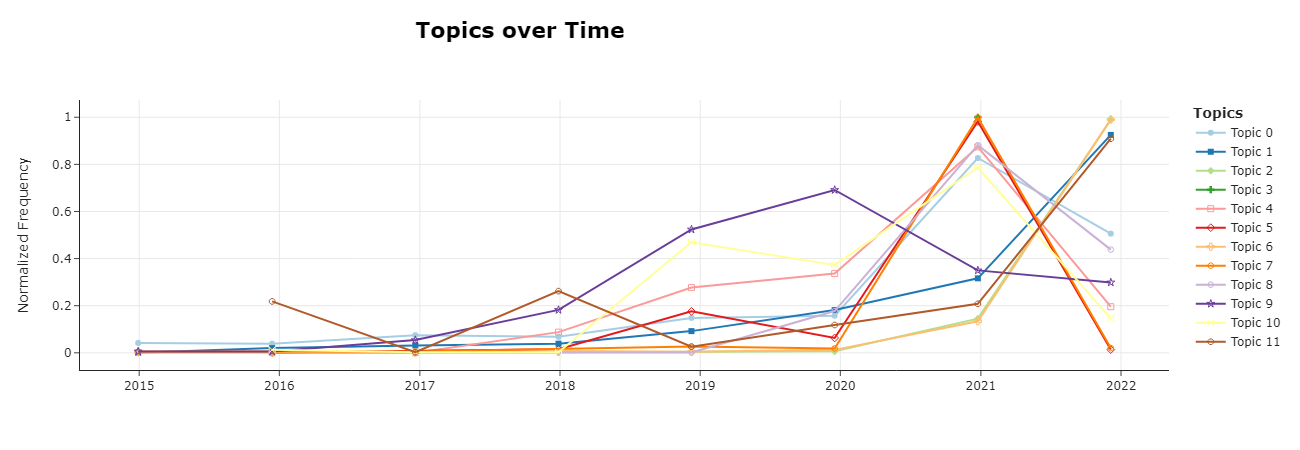 Topics over Time
Normalized Frequency
1
0.8
0.6
0.4
0.2
0
2015
2016
2017
2018
2019
2020
2021
2022
Topics
Topic 0
Topic 1
Topic 2
Topic 3
Topic 4
Topic 5
Topic 6
Topic 7
Topic 8
Topic 9
Topic 10
Topic 11